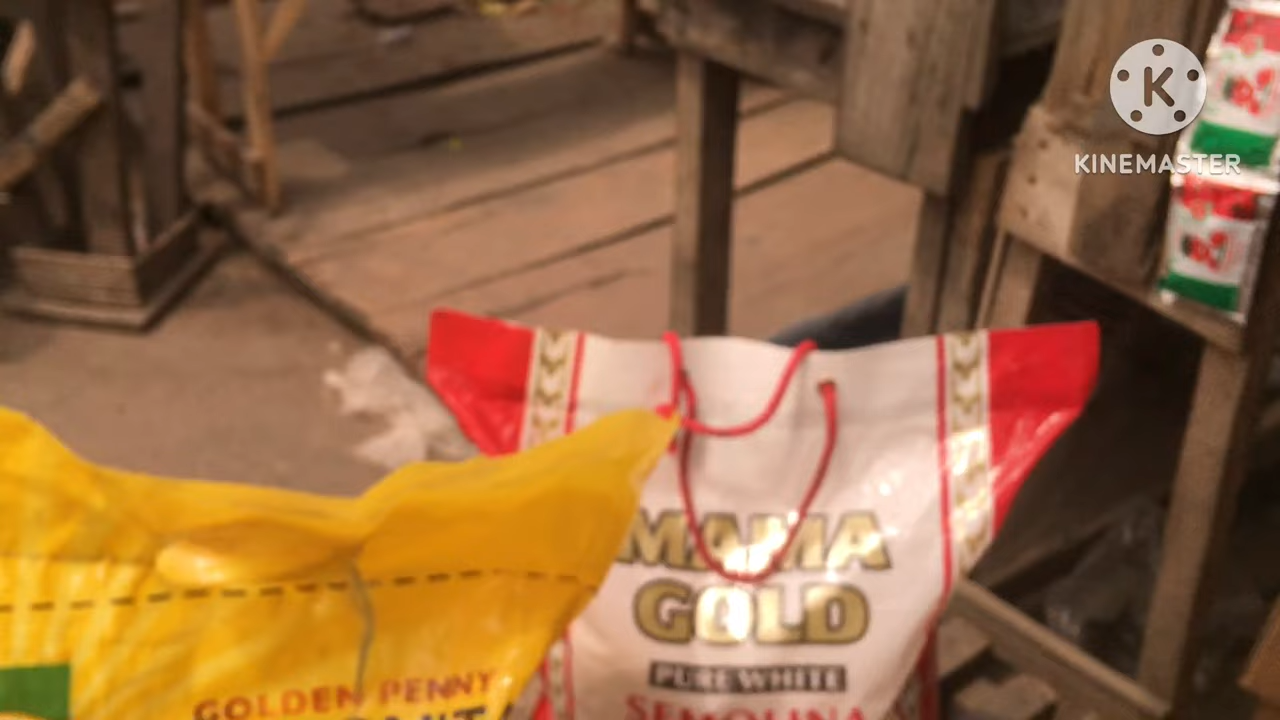 K
KINEMASTER
MAMA
GOLD
PURE WHITE
SEMOLINA
GOLDEN PENNY